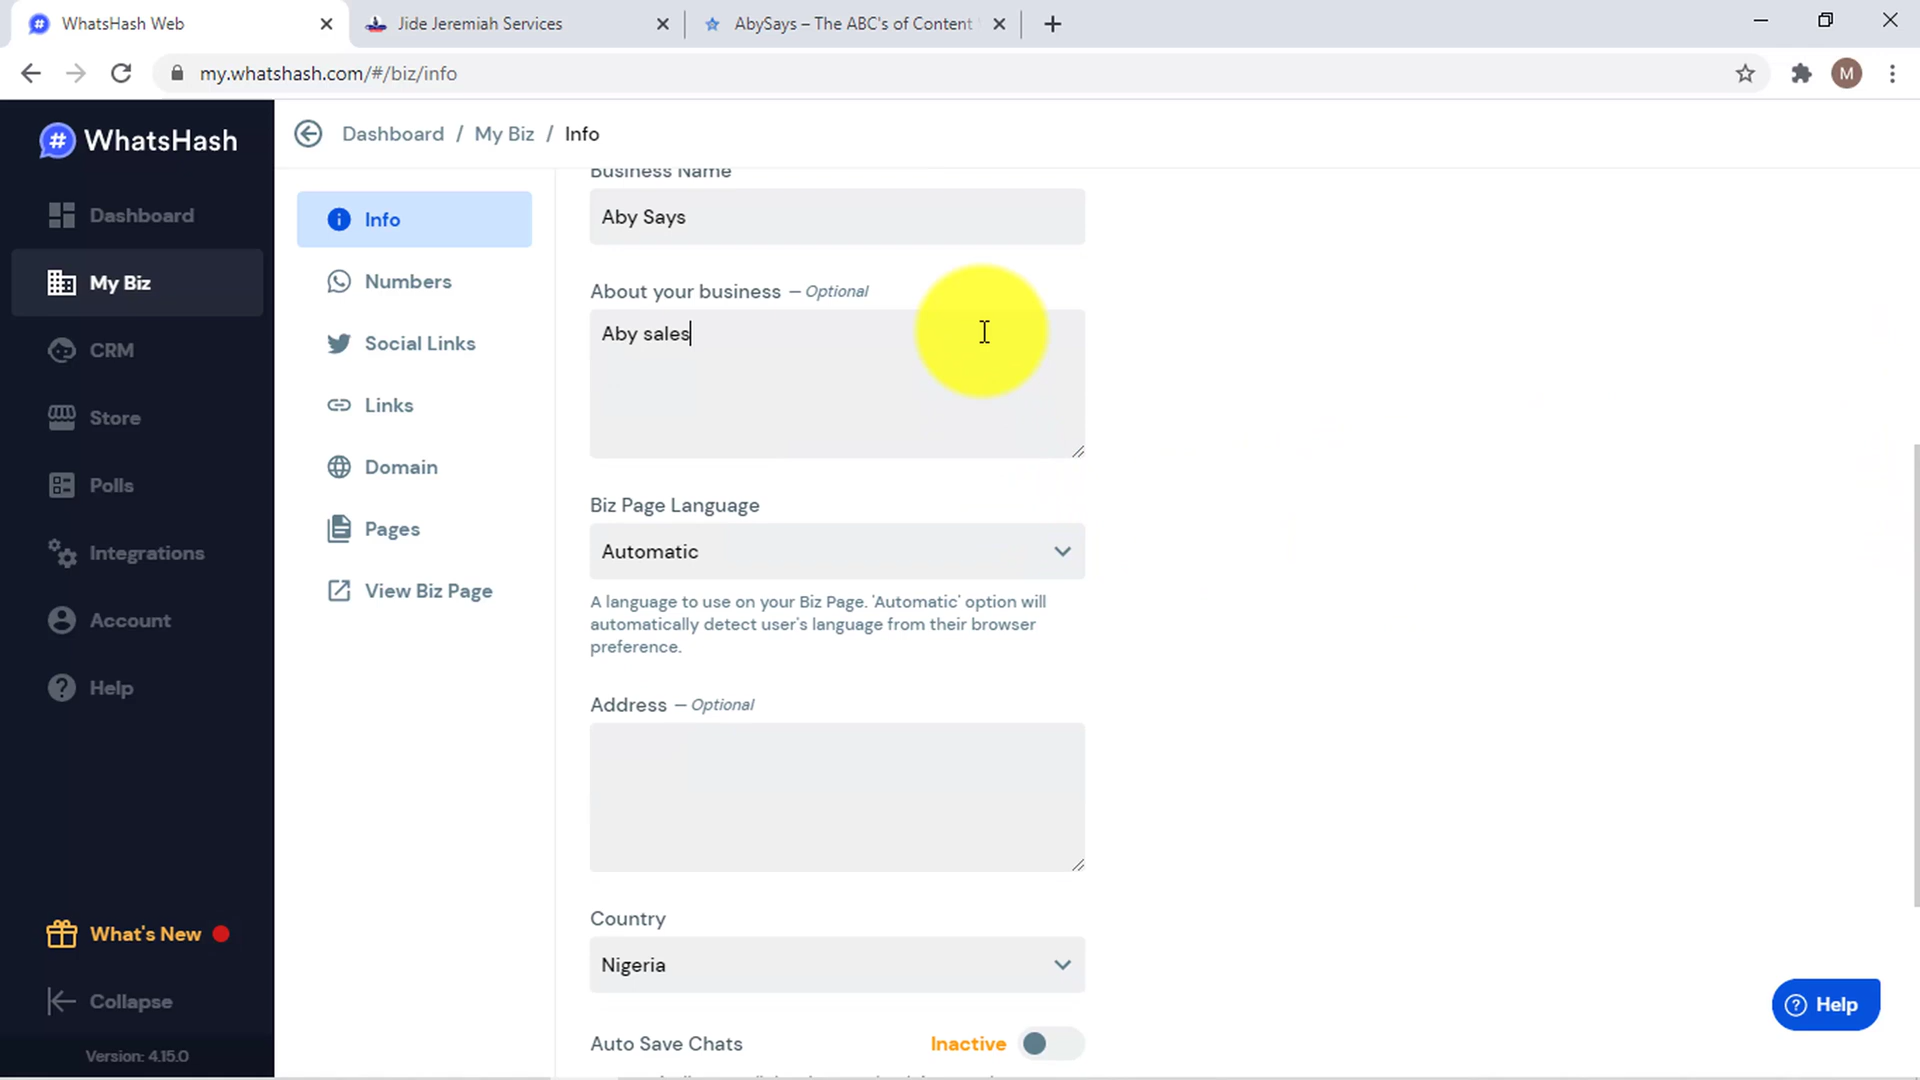 WhatsHash Web
Jide Jeremiah Services
AbySays – The ABC's of Content
my.whatshash.com/#/biz/info
M
# WhatsHash
Dashboard / My Biz / Info
Dashboard
My Biz
CRM
Store
Polls
Integrations
Account
Help
What's New
Collapse
Version: 4.15.0
Info
Numbers
Social Links
Links
Domain
Pages
View Biz Page
Business Name
Aby Says
About your business — Optional
Aby sales
Biz Page Language
Automatic
A language to use on your Biz Page. 'Automatic' option will
automatically detect user's language from their browser
preference.
Address — Optional
Country
Nigeria
Auto Save Chats Inactive
Help